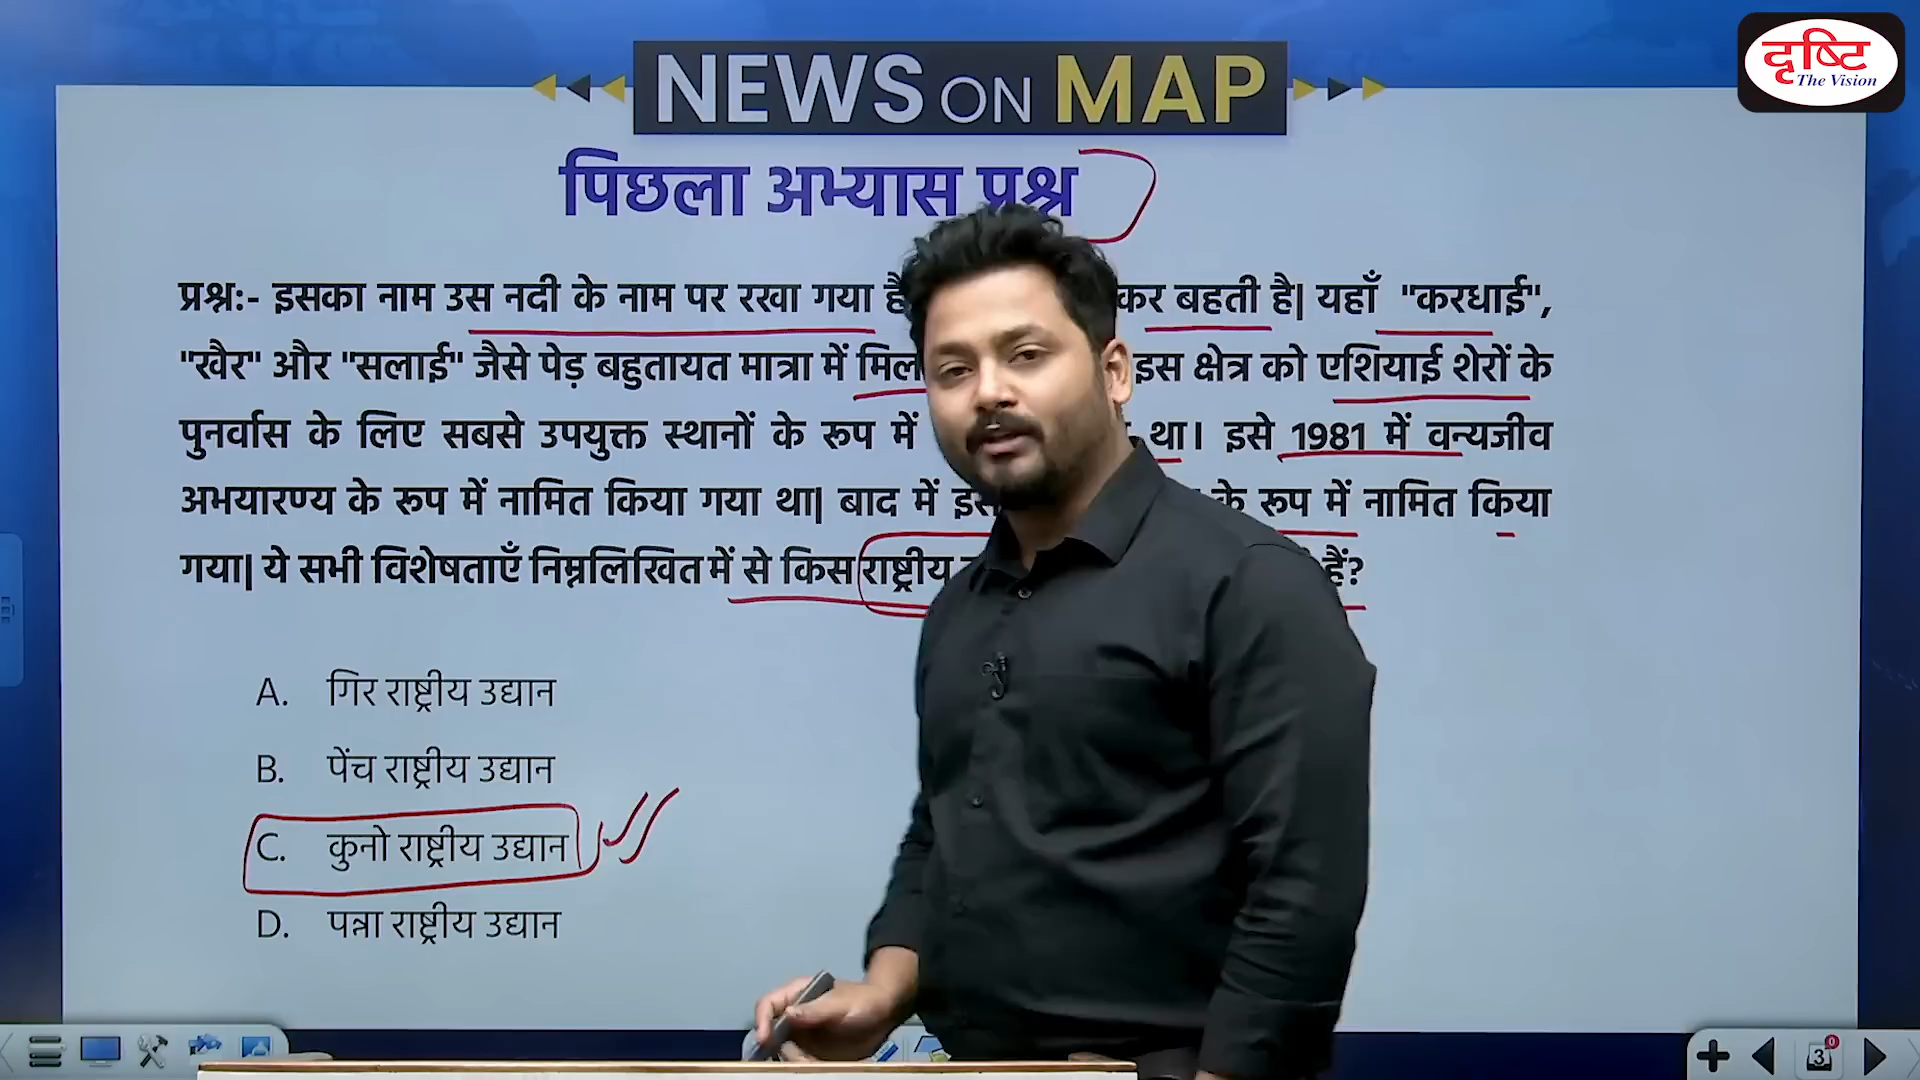 NEWS ON MAP
दृष्टि
The Vision
पिछला अभ्यास प्रश्न
प्रश्न:- इसका नाम उस नदी के नाम पर रखा गया कर बहती है| यहाँ "करधाई",
"खैर" और "सलाई" जैसे पेड़ बहुतायत मात्रा में इस क्षेत्र को एशियाई शेरों के
पुनर्वास के लिए सबसे उपयुक्त स्थानों के रूप में था। इसे 1981 में वन्यजीव
अभयारण्य के रूप में नामित किया गया था| बाद में के रूप में नामित किया
गया| ये सभी विशेषताएँ निम्नलिखित में से किस राष्ट्रीय हैं?
A. गिर राष्ट्रीय उद्यान
B. पेंच राष्ट्रीय उद्यान
C. कुनो राष्ट्रीय उद्यान
D. पन्ना राष्ट्रीय उद्यान
3
0